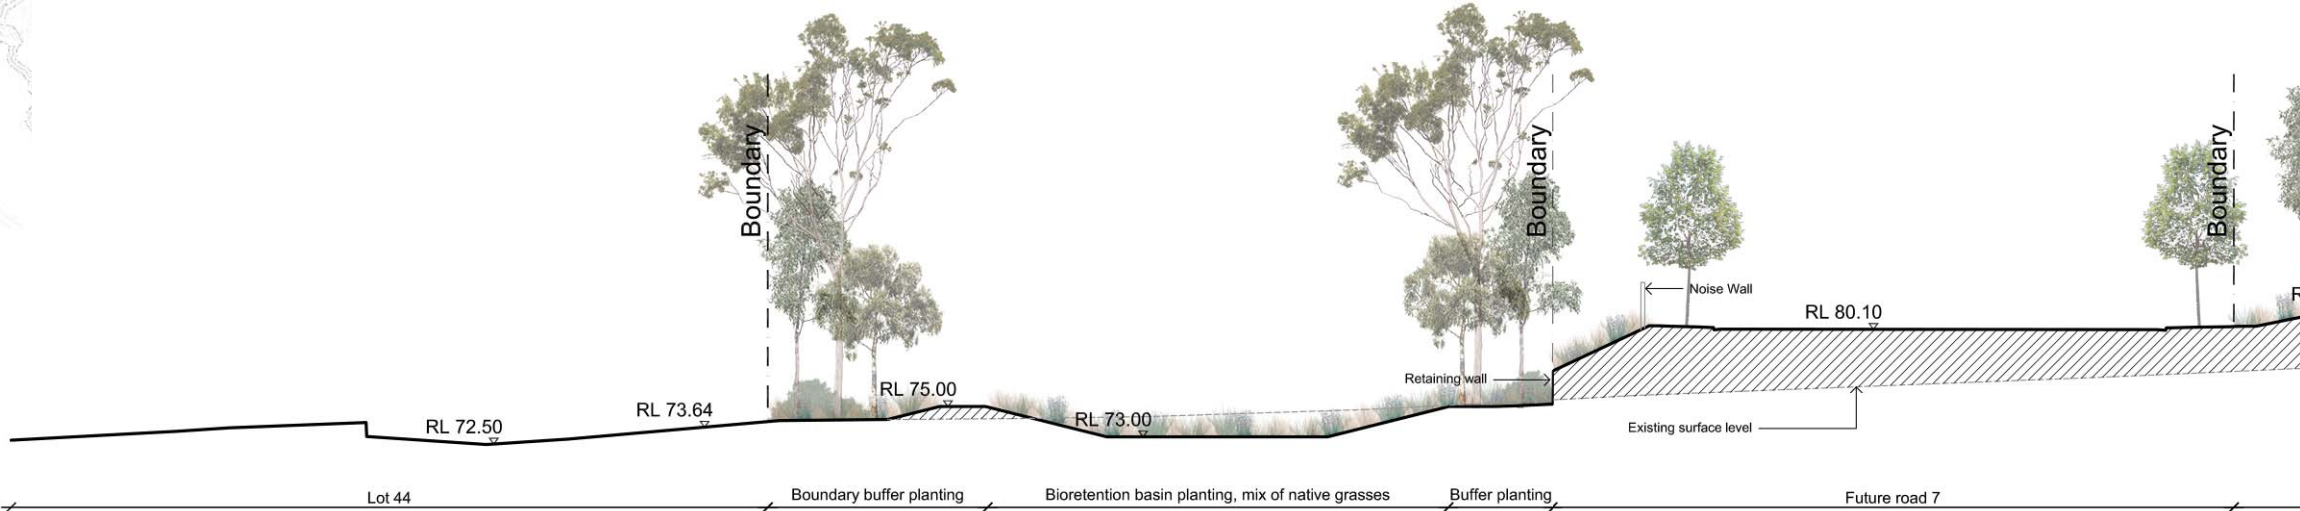 Boundary
Boundary
Boundary
Noise Wall
RL 80.10
Retaining wall
RL 75.00
RL 73.64
RL 73.00
RL 72.50
Existing surface level
Lot 44
Boundary buffer planting
Bioretention basin planting, mix of native grasses
Buffer planting
Future road 7